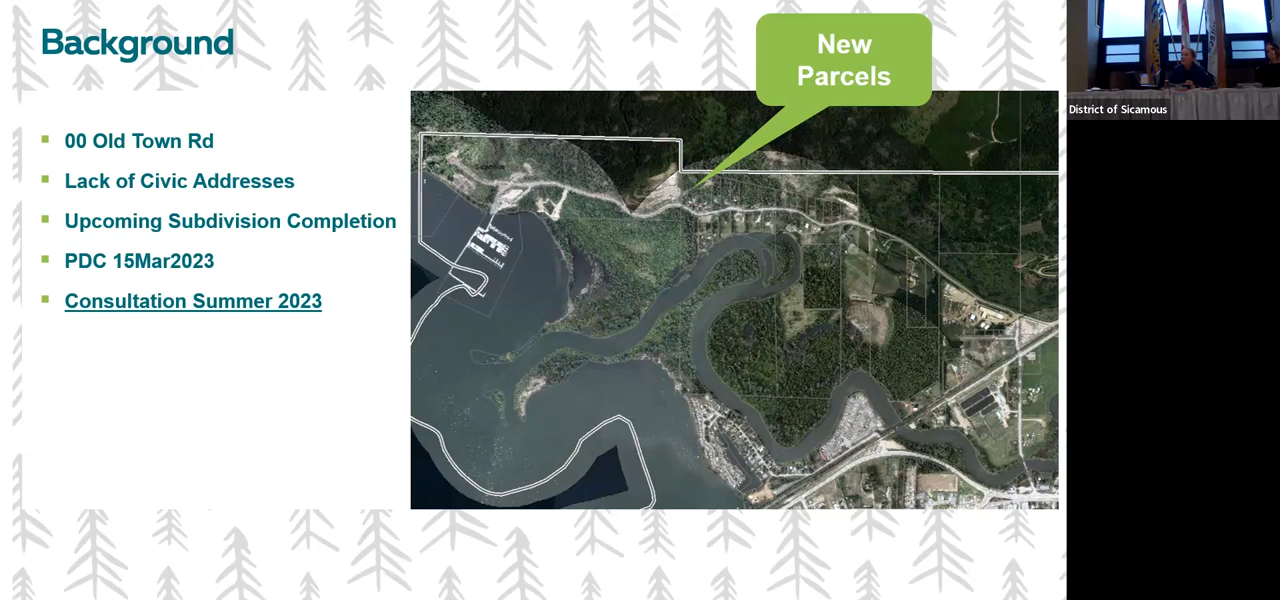 Background
New
Parcels
00 Old Town Rd
Lack of Civic Addresses
Upcoming Subdivision Completion
PDC 15Mar2023
Consultation Summer 2023
District of Sicamous